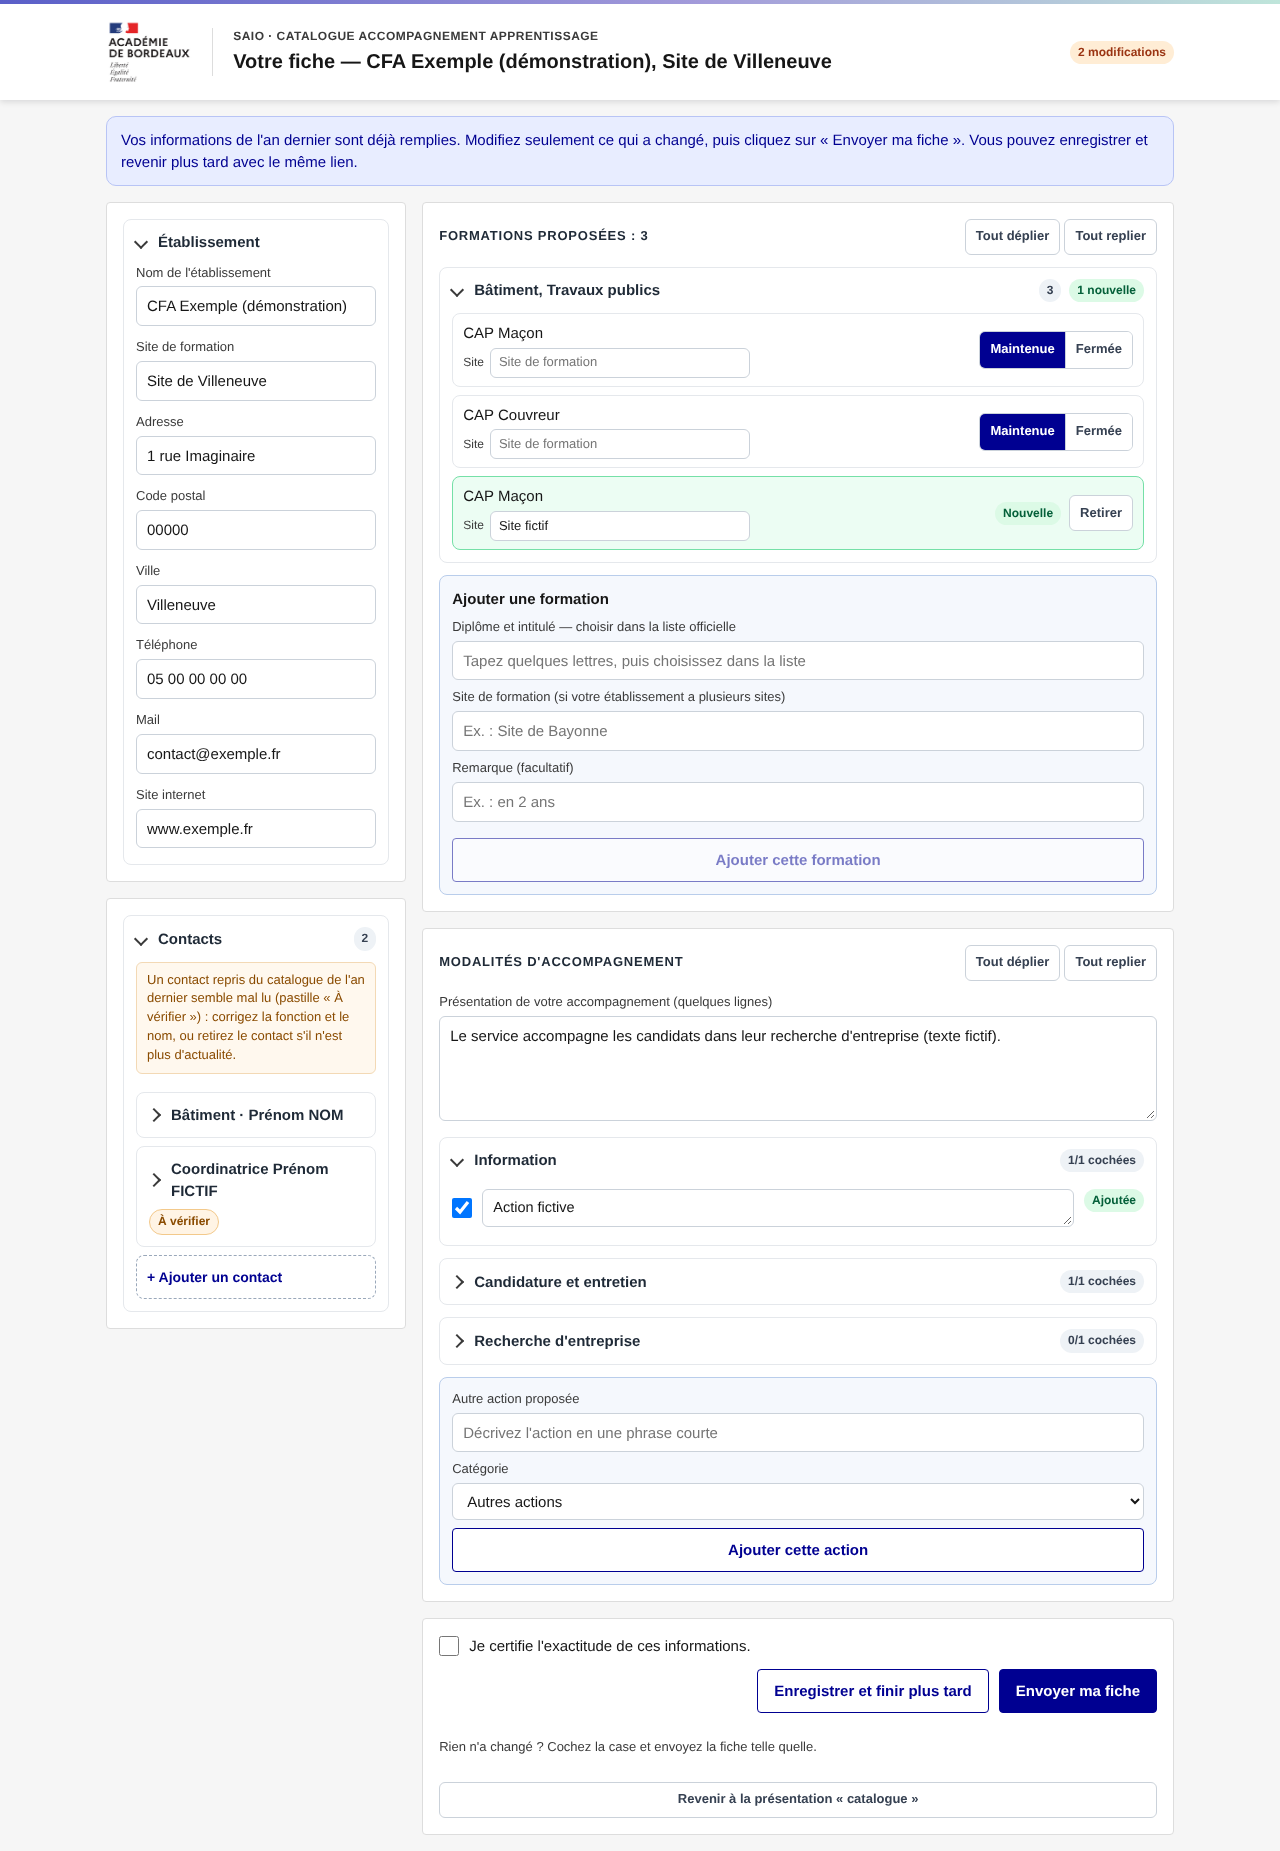 ACADÉMIE
DE BORDEAUX
Liberté
Égalité
Fraternité
SAIO · CATALOGUE ACCOMPAGNEMENT APPRENTISSAGE
Votre fiche — CFA Exemple (démonstration), Site de Villeneuve
2 modifications
Vos informations de l'an dernier sont déjà remplies. Modifiez seulement ce qui a changé, puis cliquez sur « Envoyer ma fiche ». Vous pouvez enregistrer et
revenir plus tard avec le même lien.
Établissement
Nom de l'établissement
CFA Exemple (démonstration)
Site de formation
Site de Villeneuve
Adresse
1 rue Imaginaire
Code postal
00000
Ville
Villeneuve
Téléphone
05 00 00 00 00
Mail
contact@exemple.fr
Site internet
www.exemple.fr
Contacts
2
Un contact repris du catalogue de l'an
dernier semble mal lu (pastille « À
vérifier ») : corrigez la fonction et le
nom, ou retirez le contact s'il n'est
plus d'actualité.
Bâtiment · Prénom NOM
Coordinatrice Prénom
FICTIF
À vérifier
+ Ajouter un contact
FORMATIONS PROPOSÉES : 3
Tout déplier
Tout replier
Bâtiment, Travaux publics
3
1 nouvelle
CAP Maçon
Site
Site de formation
Maintenue
Fermée
CAP Couvreur
Site
Site de formation
Maintenue
Fermée
CAP Maçon
Site
Site fictif
Nouvelle
Retirer
Ajouter une formation
Diplôme et intitulé — choisir dans la liste officielle
Tapez quelques lettres, puis choisissez dans la liste
Site de formation (si votre établissement a plusieurs sites)
Ex. : Site de Bayonne
Remarque (facultatif)
Ex. : en 2 ans
Ajouter cette formation
MODALITÉS D'ACCOMPAGNEMENT
Tout déplier
Tout replier
Présentation de votre accompagnement (quelques lignes)
Le service accompagne les candidats dans leur recherche d'entreprise (texte fictif).
Information
1/1 cochées
Action fictive
Ajoutée
Candidature et entretien
1/1 cochées
Recherche d'entreprise
0/1 cochées
Autre action proposée
Décrivez l'action en une phrase courte
Catégorie
Autres actions
Ajouter cette action
Je certifie l'exactitude de ces informations.
Enregistrer et finir plus tard
Envoyer ma fiche
Rien n'a changé ? Cochez la case et envoyez la fiche telle quelle.
Revenir à la présentation « catalogue »